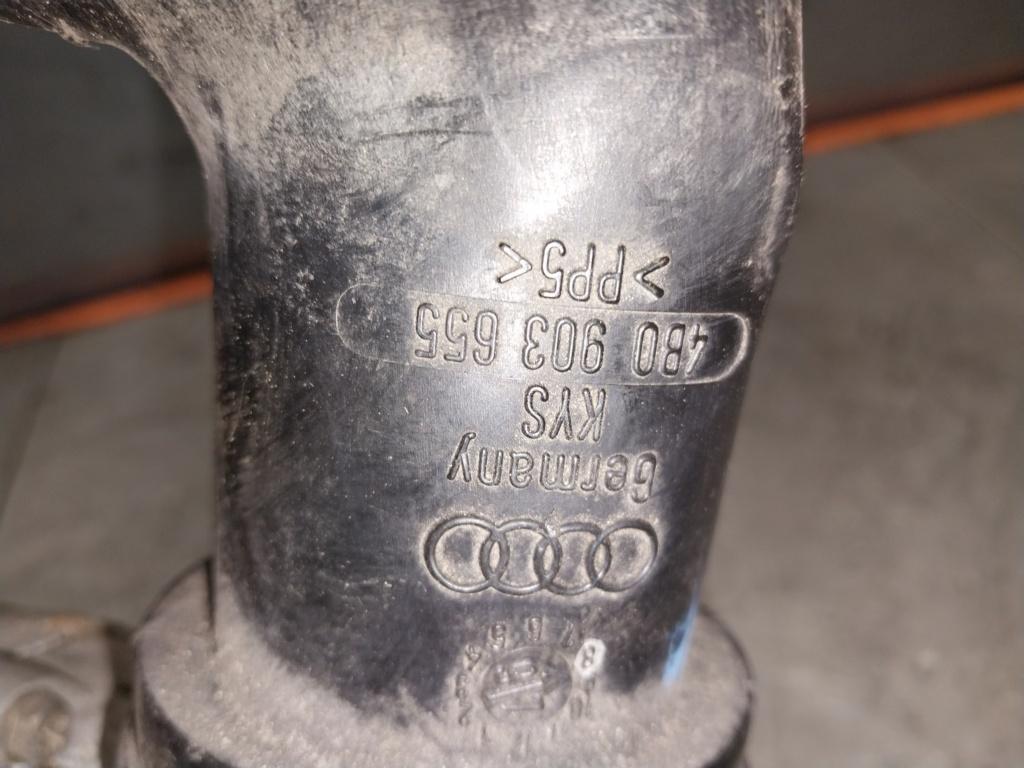 Germany
KYS
4B0 903 655
>PP5<